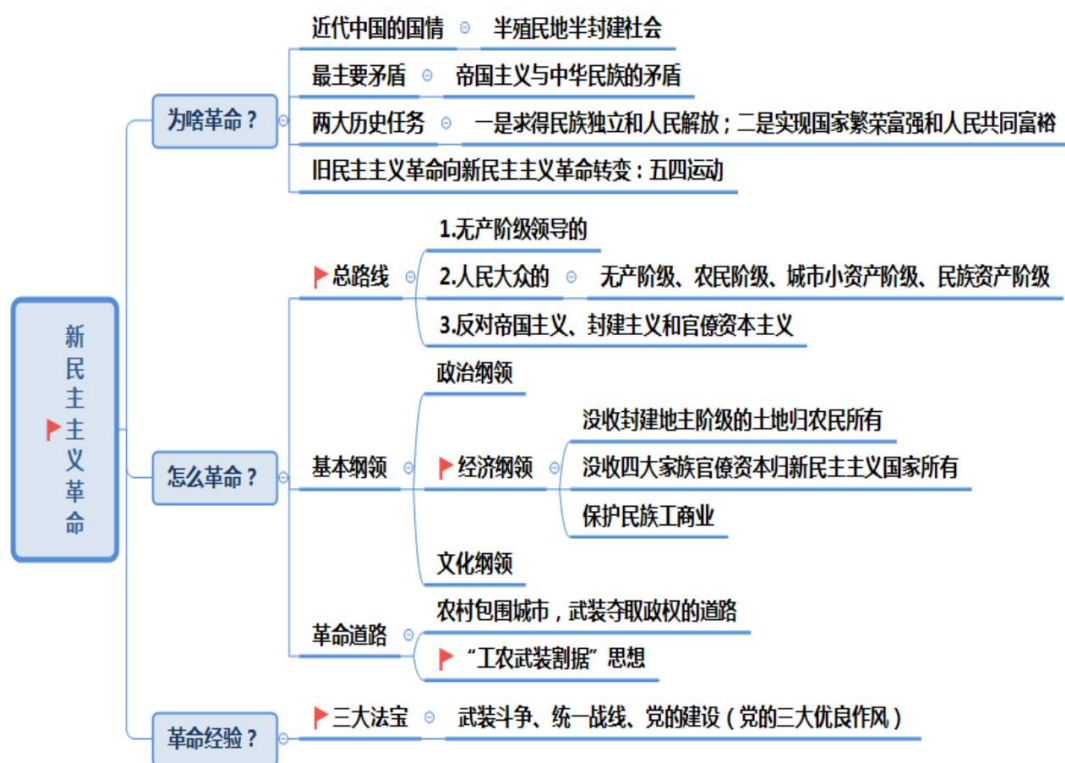 新民主主义革命
为啥革命？
近代中国的国情
半殖民地半封建社会
最主要矛盾
帝国主义与中华民族的矛盾
两大历史任务
一是求得民族独立和人民解放；二是实现国家繁荣富强和人民共同富裕
旧民主主义革命向新民主主义革命转变：五四运动
怎么革命？
总路线
1.无产阶级领导的
2.人民大众的
无产阶级、农民阶级、城市小资产阶级、民族资产阶级
3.反对帝国主义、封建主义和官僚资本主义
基本纲领
政治纲领
经济纲领
没收封建地主阶级的土地归农民所有
没收四大家族官僚资本归新民主主义国家所有
保护民族工商业
文化纲领
革命道路
农村包围城市，武装夺取政权的道路
“工农武装割据”思想
革命经验？
三大法宝
武装斗争、统一战线、党的建设（党的三大优良作风）